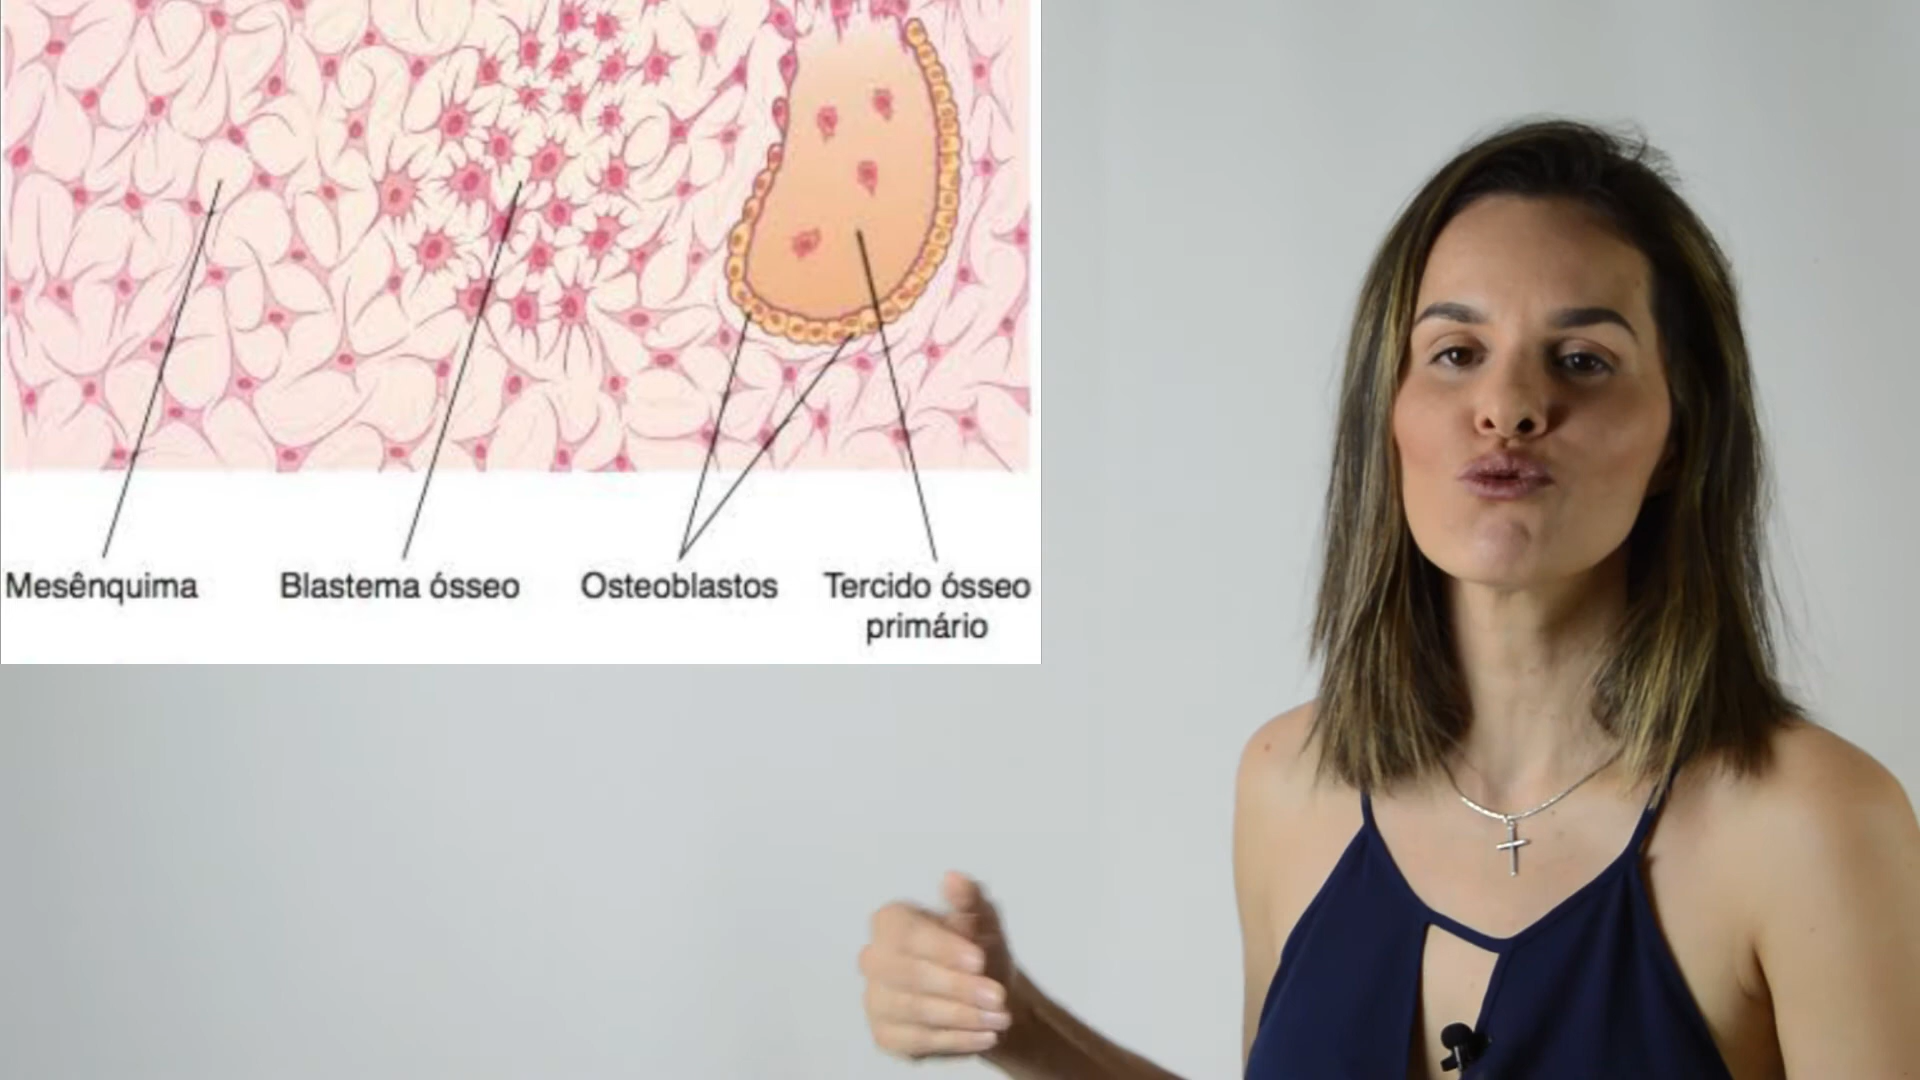 Mesênquima
Blastema ósseo
Osteoblastos
Tercido ósseo
primário